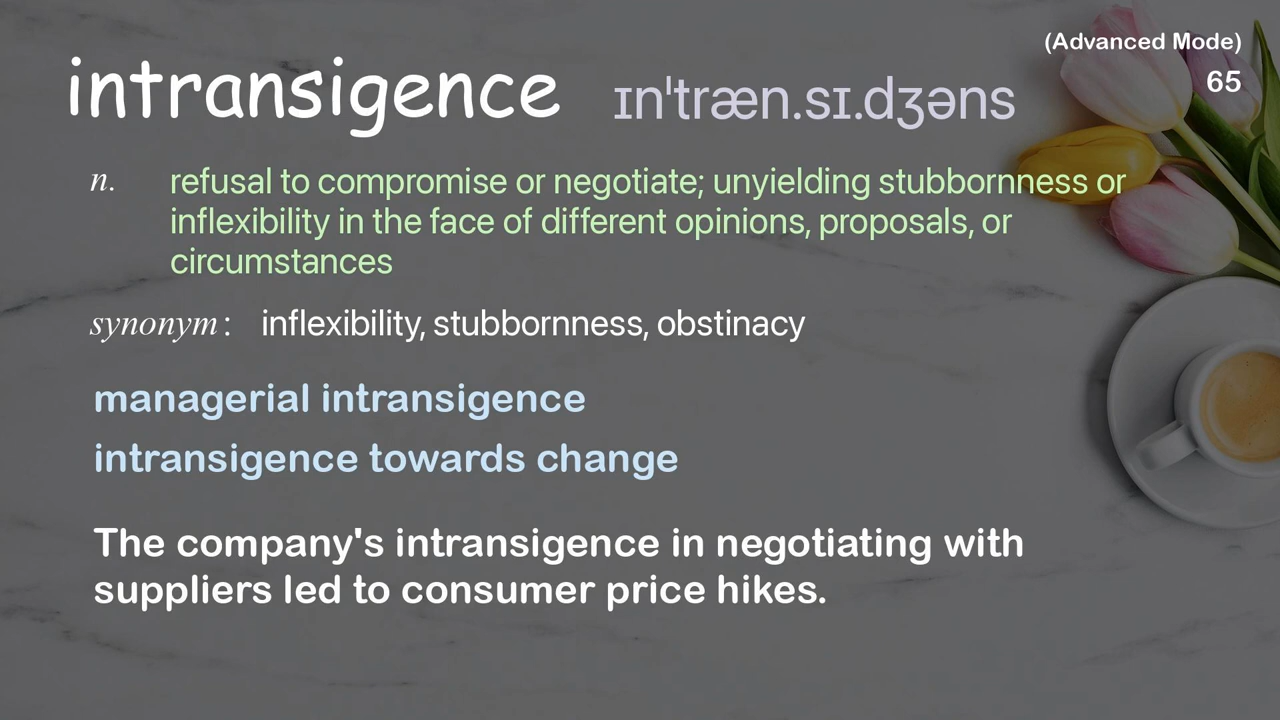 (Advanced Mode)
65
intransigence ɪnˈtræn.sɪ.dʒəns
n. refusal to compromise or negotiate; unyielding stubbornness or
inflexibility in the face of different opinions, proposals, or
circumstances
synonym: inflexibility, stubbornness, obstinacy
managerial intransigence
intransigence towards change
The company's intransigence in negotiating with
suppliers led to consumer price hikes.